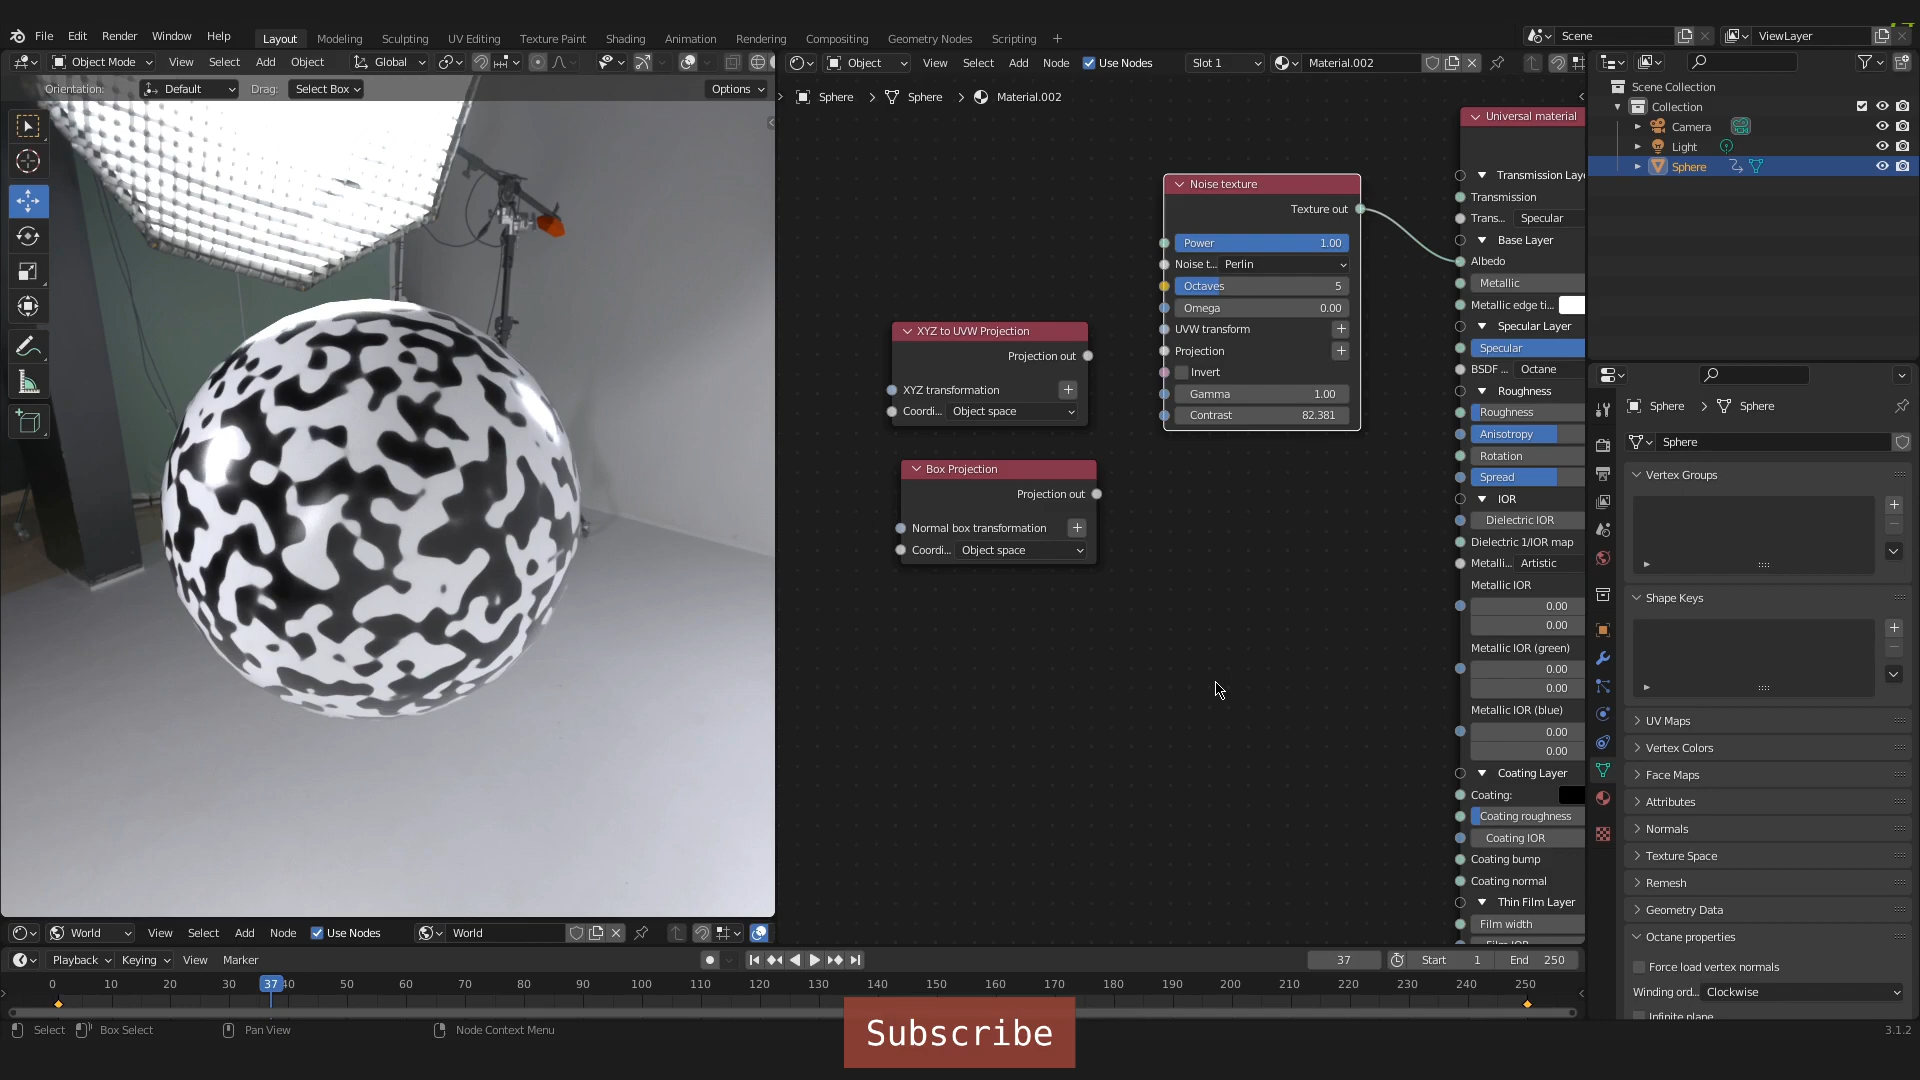 File Edit Render Window Help
Layout Modeling Sculpting UV Editing Texture Paint Shading Animation Rendering Compositing Geometry Nodes Scripting +
Scene
ViewLayer
Object Mode View Select Add Object Global
Object View Select Add Node Use Nodes Slot 1 Material.002
Orientation: Default Drag: Select Box Options
Sphere > Sphere > Material.002
Scene Collection
Collection
Camera
Light
Sphere
Universal material
Transmission Laye
Transmission
Trans... Specular
Base Layer
Albedo
Metallic
Metallic edge ti...
Specular Layer
Specular
BSDF ... Octane
Roughness
Roughness
Anisotropy
Rotation
Spread
IOR
Dielectric IOR
Dielectric 1/IOR map
Metalli... Artistic
Metallic IOR
0.00
0.00
Metallic IOR (green)
0.00
0.00
Metallic IOR (blue)
0.00
0.00
Coating Layer
Coating:
Coating roughness
Coating IOR
Coating bump
Coating normal
Thin Film Layer
Film width
Film IOR
Noise texture
Texture out
Power 1.00
Noise t... Perlin
Octaves 5
Omega 0.00
UVW transform +
Projection +
Invert
Gamma 1.00
Contrast 82.381
XYZ to UVW Projection
Projection out
XYZ transformation +
Coordi... Object space
Box Projection
Projection out
Normal box transformation +
Coordi... Object space
Sphere > Sphere
Sphere
Vertex Groups
Shape Keys
UV Maps
Vertex Colors
Face Maps
Attributes
Normals
Texture Space
Remesh
Geometry Data
Octane properties
Force load vertex normals
Winding ord... Clockwise
Infinite plane
World View Select Add Node Use Nodes World
Playback Keying View Marker
37 Start 1 End 250
0 10 20 30 37 40 50 60 70 80 90 100 110 120 130 140 150 160 170 180 190 200 210 220 230 240 250
Select Box Select Pan View Node Context Menu
3.1.2
Subscribe